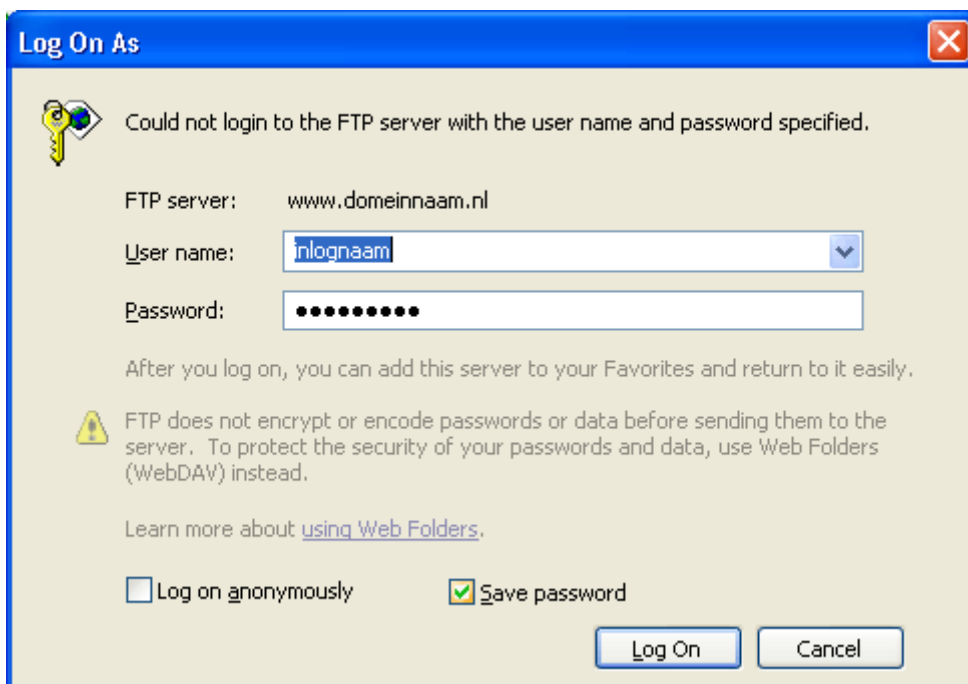 Log On As
Could not login to the FTP server with the user name and password specified.
FTP server: www.domeinnaam.nl
User name: inlognaam
Password: •••••••••
After you log on, you can add this server to your Favorites and return to it easily.
FTP does not encrypt or encode passwords or data before sending them to the
server. To protect the security of your passwords and data, use Web Folders
(WebDAV) instead.
Learn more about using Web Folders.
Log on anonymously Save password
Log On Cancel